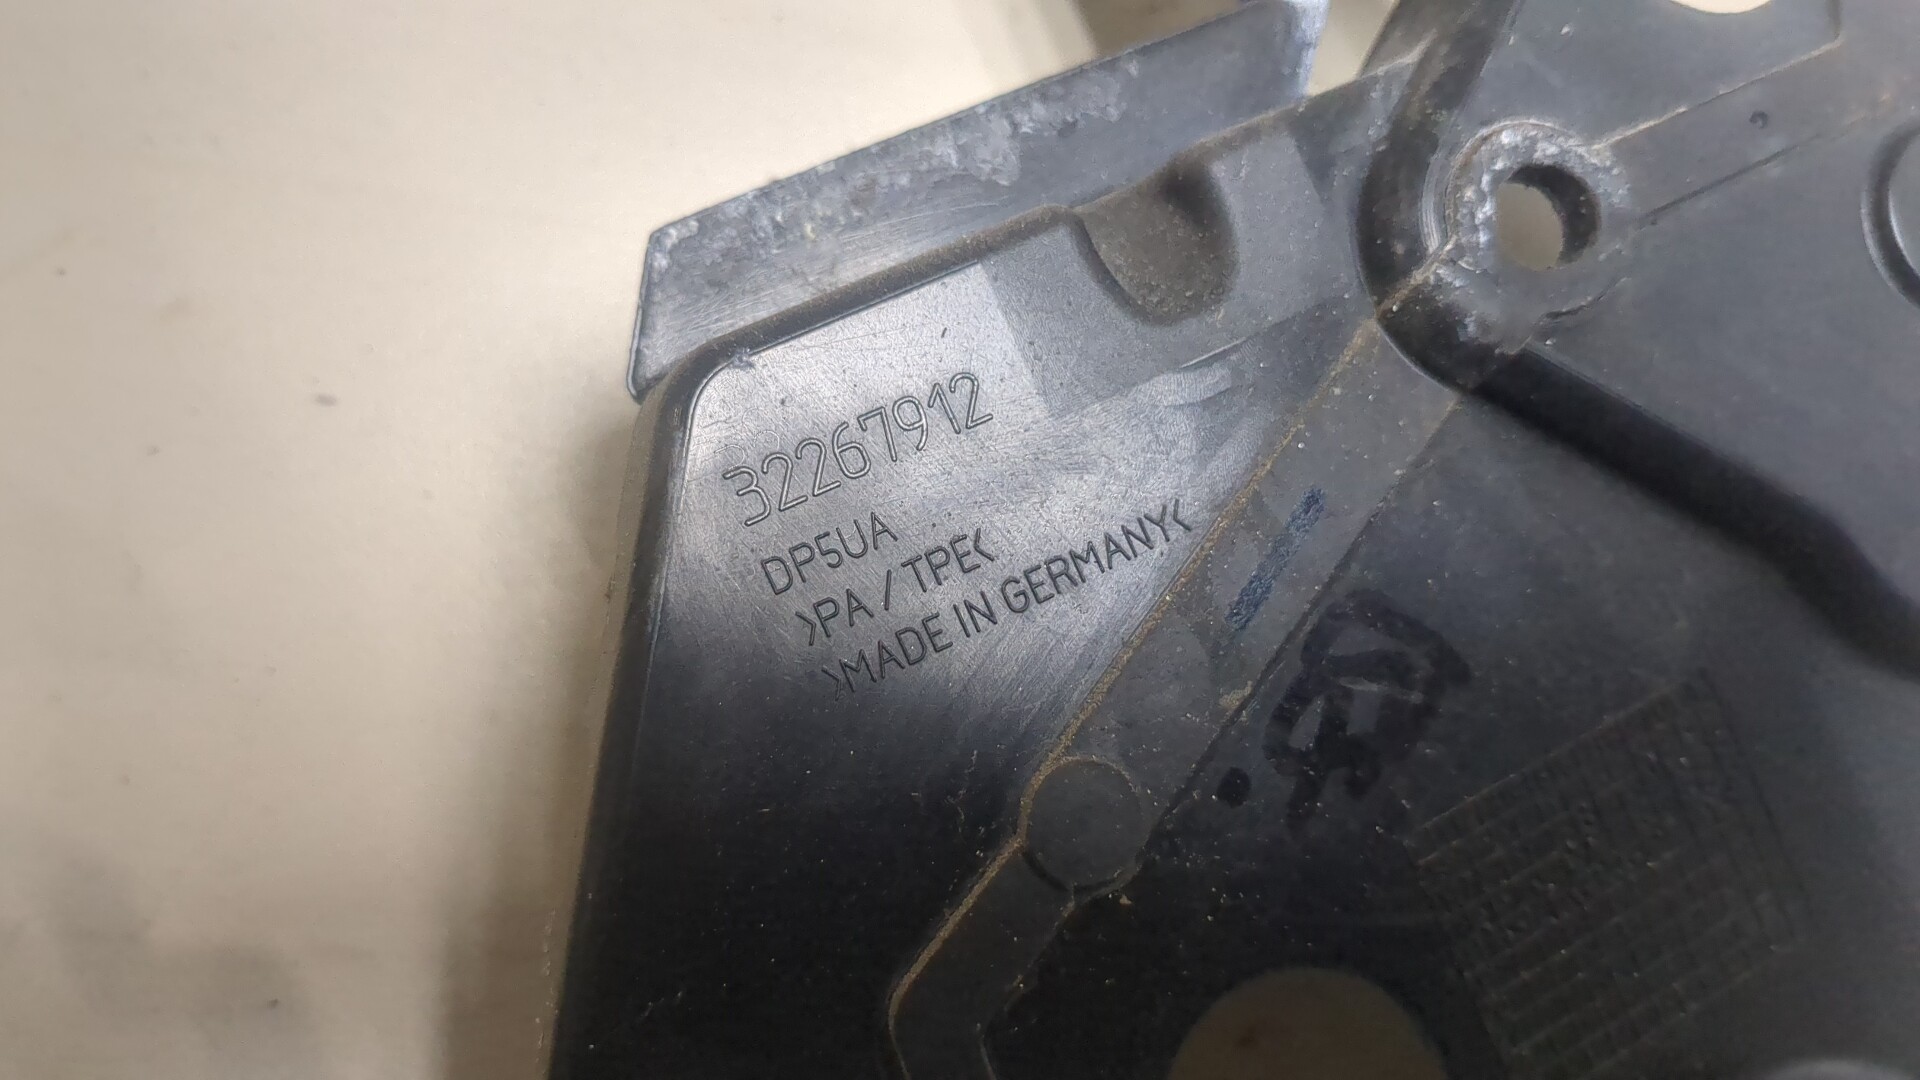 32267912
DP5UA
>PA / TPE<
>MADE IN GERMANY<